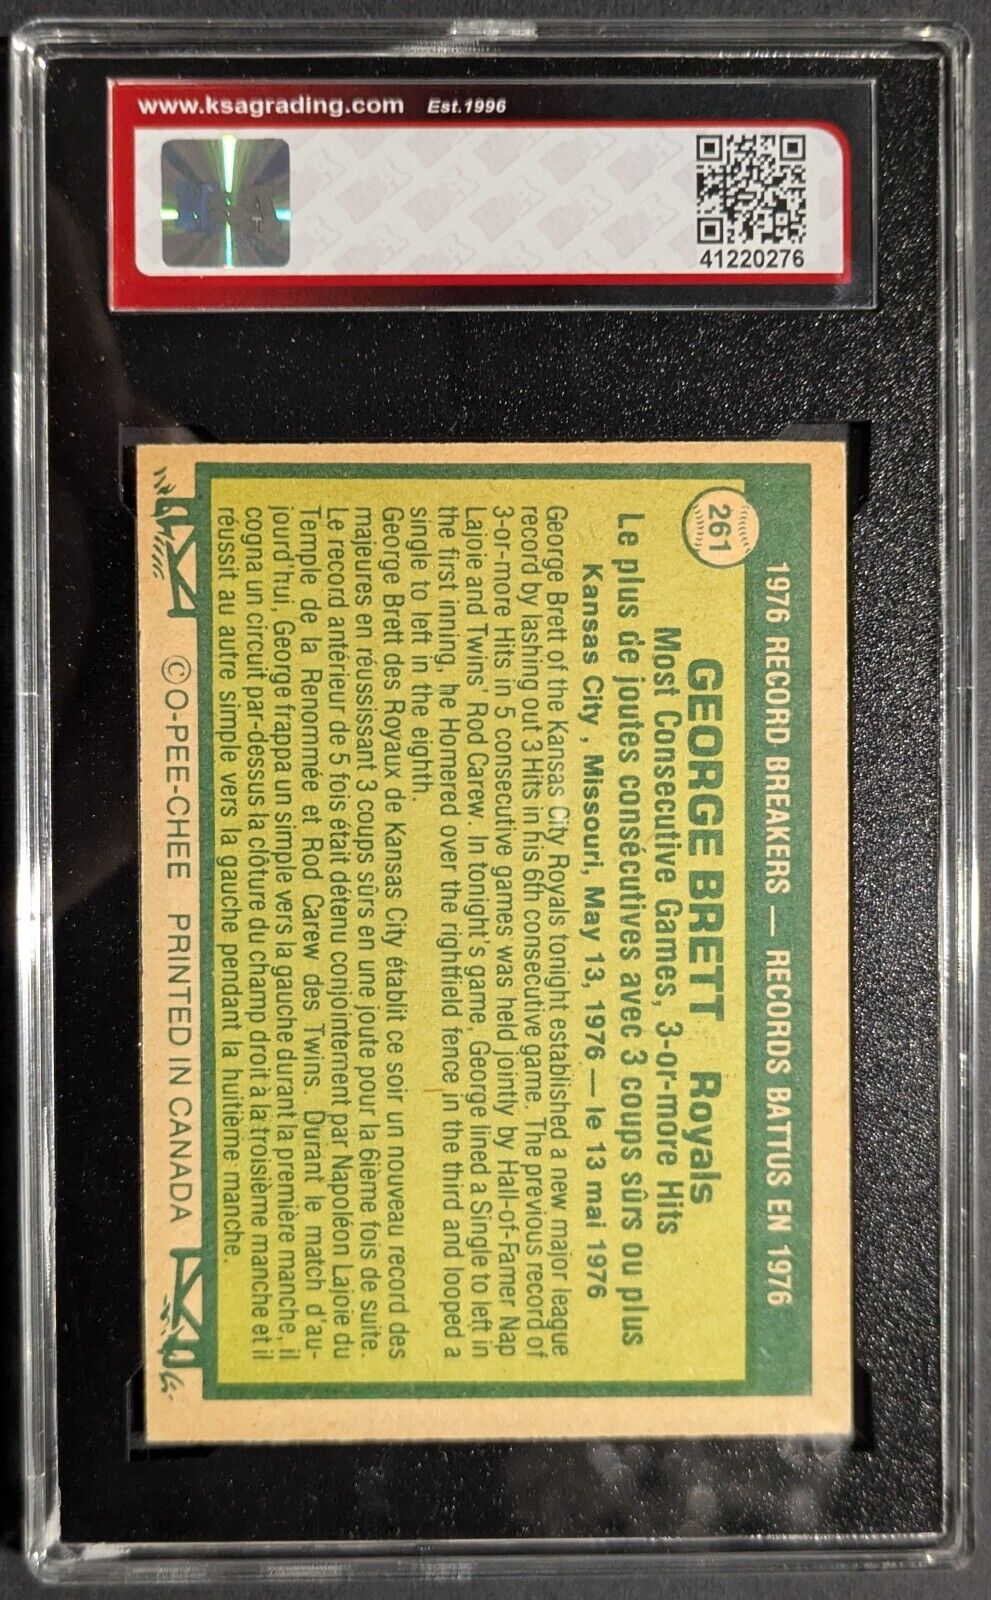 www.ksagrading.com Est.1996
KSA
41220276
261
1976 RECORD BREAKERS — RECORDS BATTUS EN 1976
GEORGE BRETT Royals
Most Consecutive Games, 3-or-more Hits
Le plus de joutes consécutives avec 3 coups sûrs ou plus
Kansas City, Missouri, May 13, 1976 — le 13 mai 1976
George Brett of the Kansas City Royals tonight established a new major league
record by lashing out 3 Hits in his 6th consecutive game. The previous record of
3-or-more Hits in 5 consecutive games was held jointly by Hall-of-Famer Nap
Lajoie and Twins' Rod Carew. In tonight's game, George lined a Single to left in
the first inning, he Homered over the rightfield fence in the third and looped a
single to left in the eighth.
George Brett des Royaux de Kansas City établit ce soir un nouveau record des
majeures en réussissant 3 coups sûrs en une joute pour la 6ième fois de suite.
Le record antérieur de 5 fois était détenu conjointement par Napoléon Lajoie du
Temple de la Renommée et Rod Carew des Twins. Durant le match d'au-
jourd'hui, George frappa un simple vers la gauche durant la première manche, il
cogna un circuit par-dessus la clôture du champ droit à la troisième manche et il
réussit au autre simple vers la gauche pendant la huitième manche.
© O-PEE-CHEE PRINTED IN CANADA